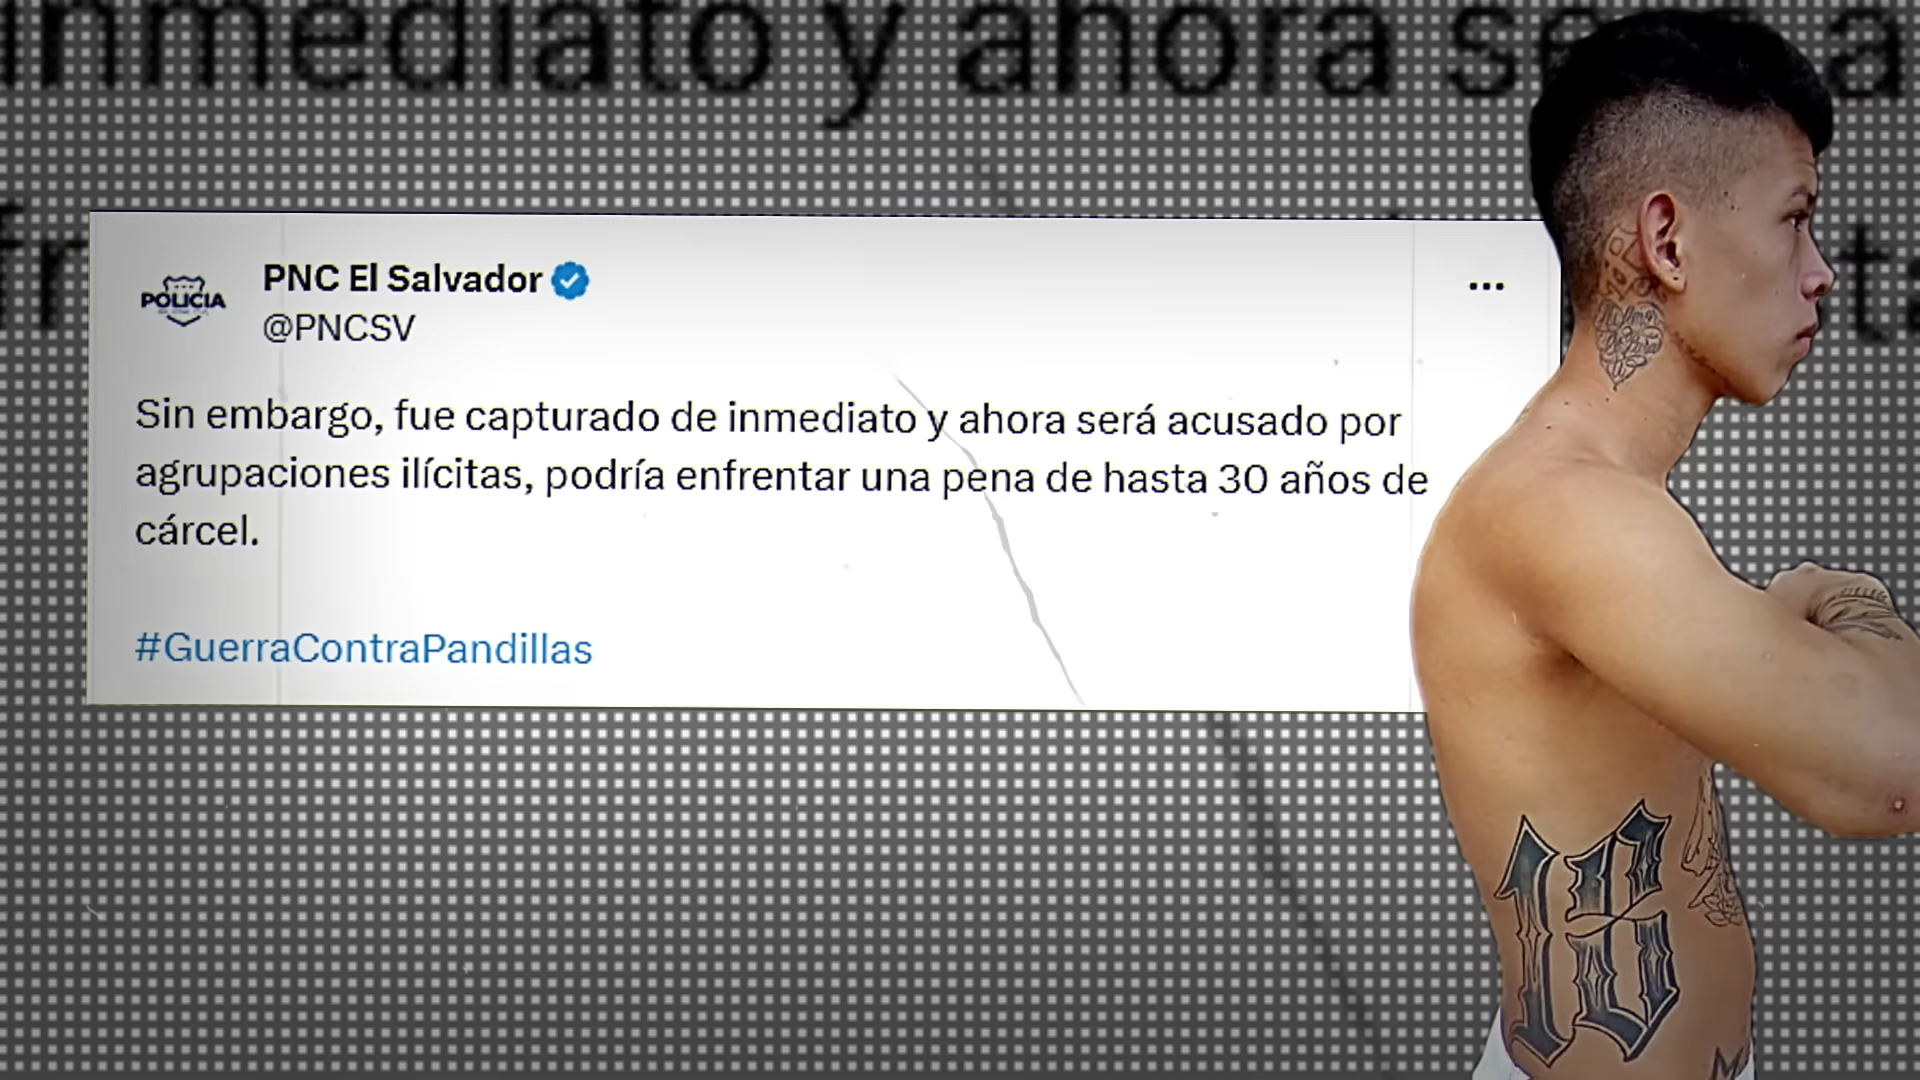 inmediato y ahora
POLICIA
PNC El Salvador
@PNCSV
...
Sin embargo, fue capturado de inmediato y ahora será acusado por
agrupaciones ilícitas, podría enfrentar una pena de hasta 30 años de
cárcel.
#GuerraContraPandillas
18